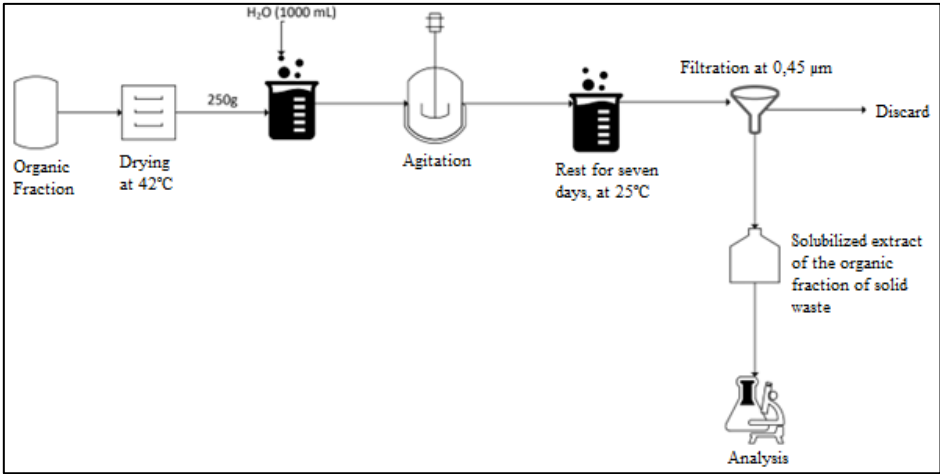 H₂O (1000 mL)
Organic
Fraction
Drying
at 42°C
250g
Agitation
Rest for seven
days, at 25°C
Filtration at 0,45 µm
Discard
Solubilized extract
of the organic
fraction of solid
waste
Analysis